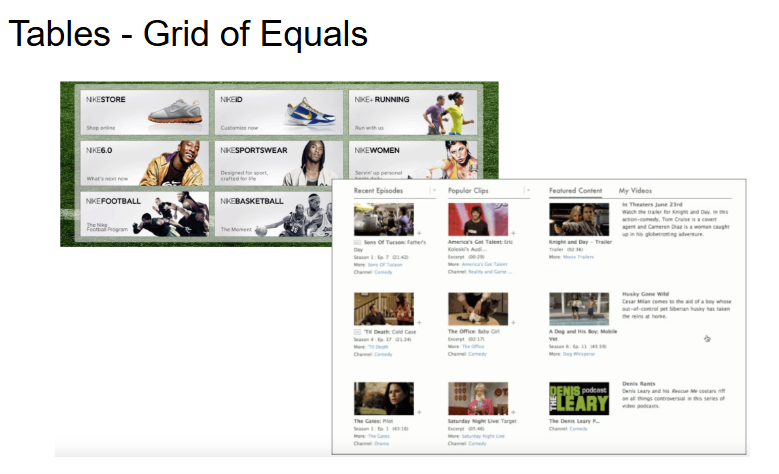 Tables - Grid of Equals
NIKESTORE
Shop online
NIKEiD
Customize now
NIKE+ RUNNING
Run with us
NIKE6.0
What's next now
NIKESPORTSWEAR
Designed for sport,
crafted for life
NIKEWOMEN
Servin' up personal
NIKEFOOTBALL
The Nike
Football Program
NIKEBASKETBALL
The Moment
Recent Episodes
Popular Clips
Featured Content
My Videos
Sons Of Tucson: Father's
Day
Season 1 : Ep. 7 (21:42)
More: Sons Of Tucson
Channel: Comedy
America's Got Talent: Eric
Koleski's Audi...
Excerpt (00:29)
More: America's Got Talent
Channel: Reality and Game ...
Knight and Day - Trailer
Trailer (02:36)
More: Movie Trailers
In Theaters June 23rd
Watch the trailer for Knight and Day. In this
action-comedy, Tom Cruise is a covert
agent and Cameron Diaz is a woman caught
up in his globetrotting adventure.
'Til Death: Cold Case
Season 4 : Ep. 37 (21:24)
More: 'Til Death
Channel: Comedy
The Office: Baby Girl
Excerpt (02:17)
More: The Office
Channel: Comedy
A Dog and His Boy; Mobile
Vet
Season 6 : Ep. 11 (45:59)
More: Dog Whisperer
Husky Gone Wild
Cesar Milan comes to the aid of a boy whose
out-of-control pet Siberian husky has taken
the reins at home.
The Gates: Pilot
Season 1 : Ep. 1 (43:18)
More: The Gates
Channel: Drama
Saturday Night Live: Target
Excerpt (05:46)
More: Saturday Night Live
Channel: Comedy
THE DENIS LEARY podcast
The Denis Leary P...
Channel: Comedy
Denis Rants
Denis Leary and his Rescue Me costars riff
on all things controversial in this series of
video podcasts.